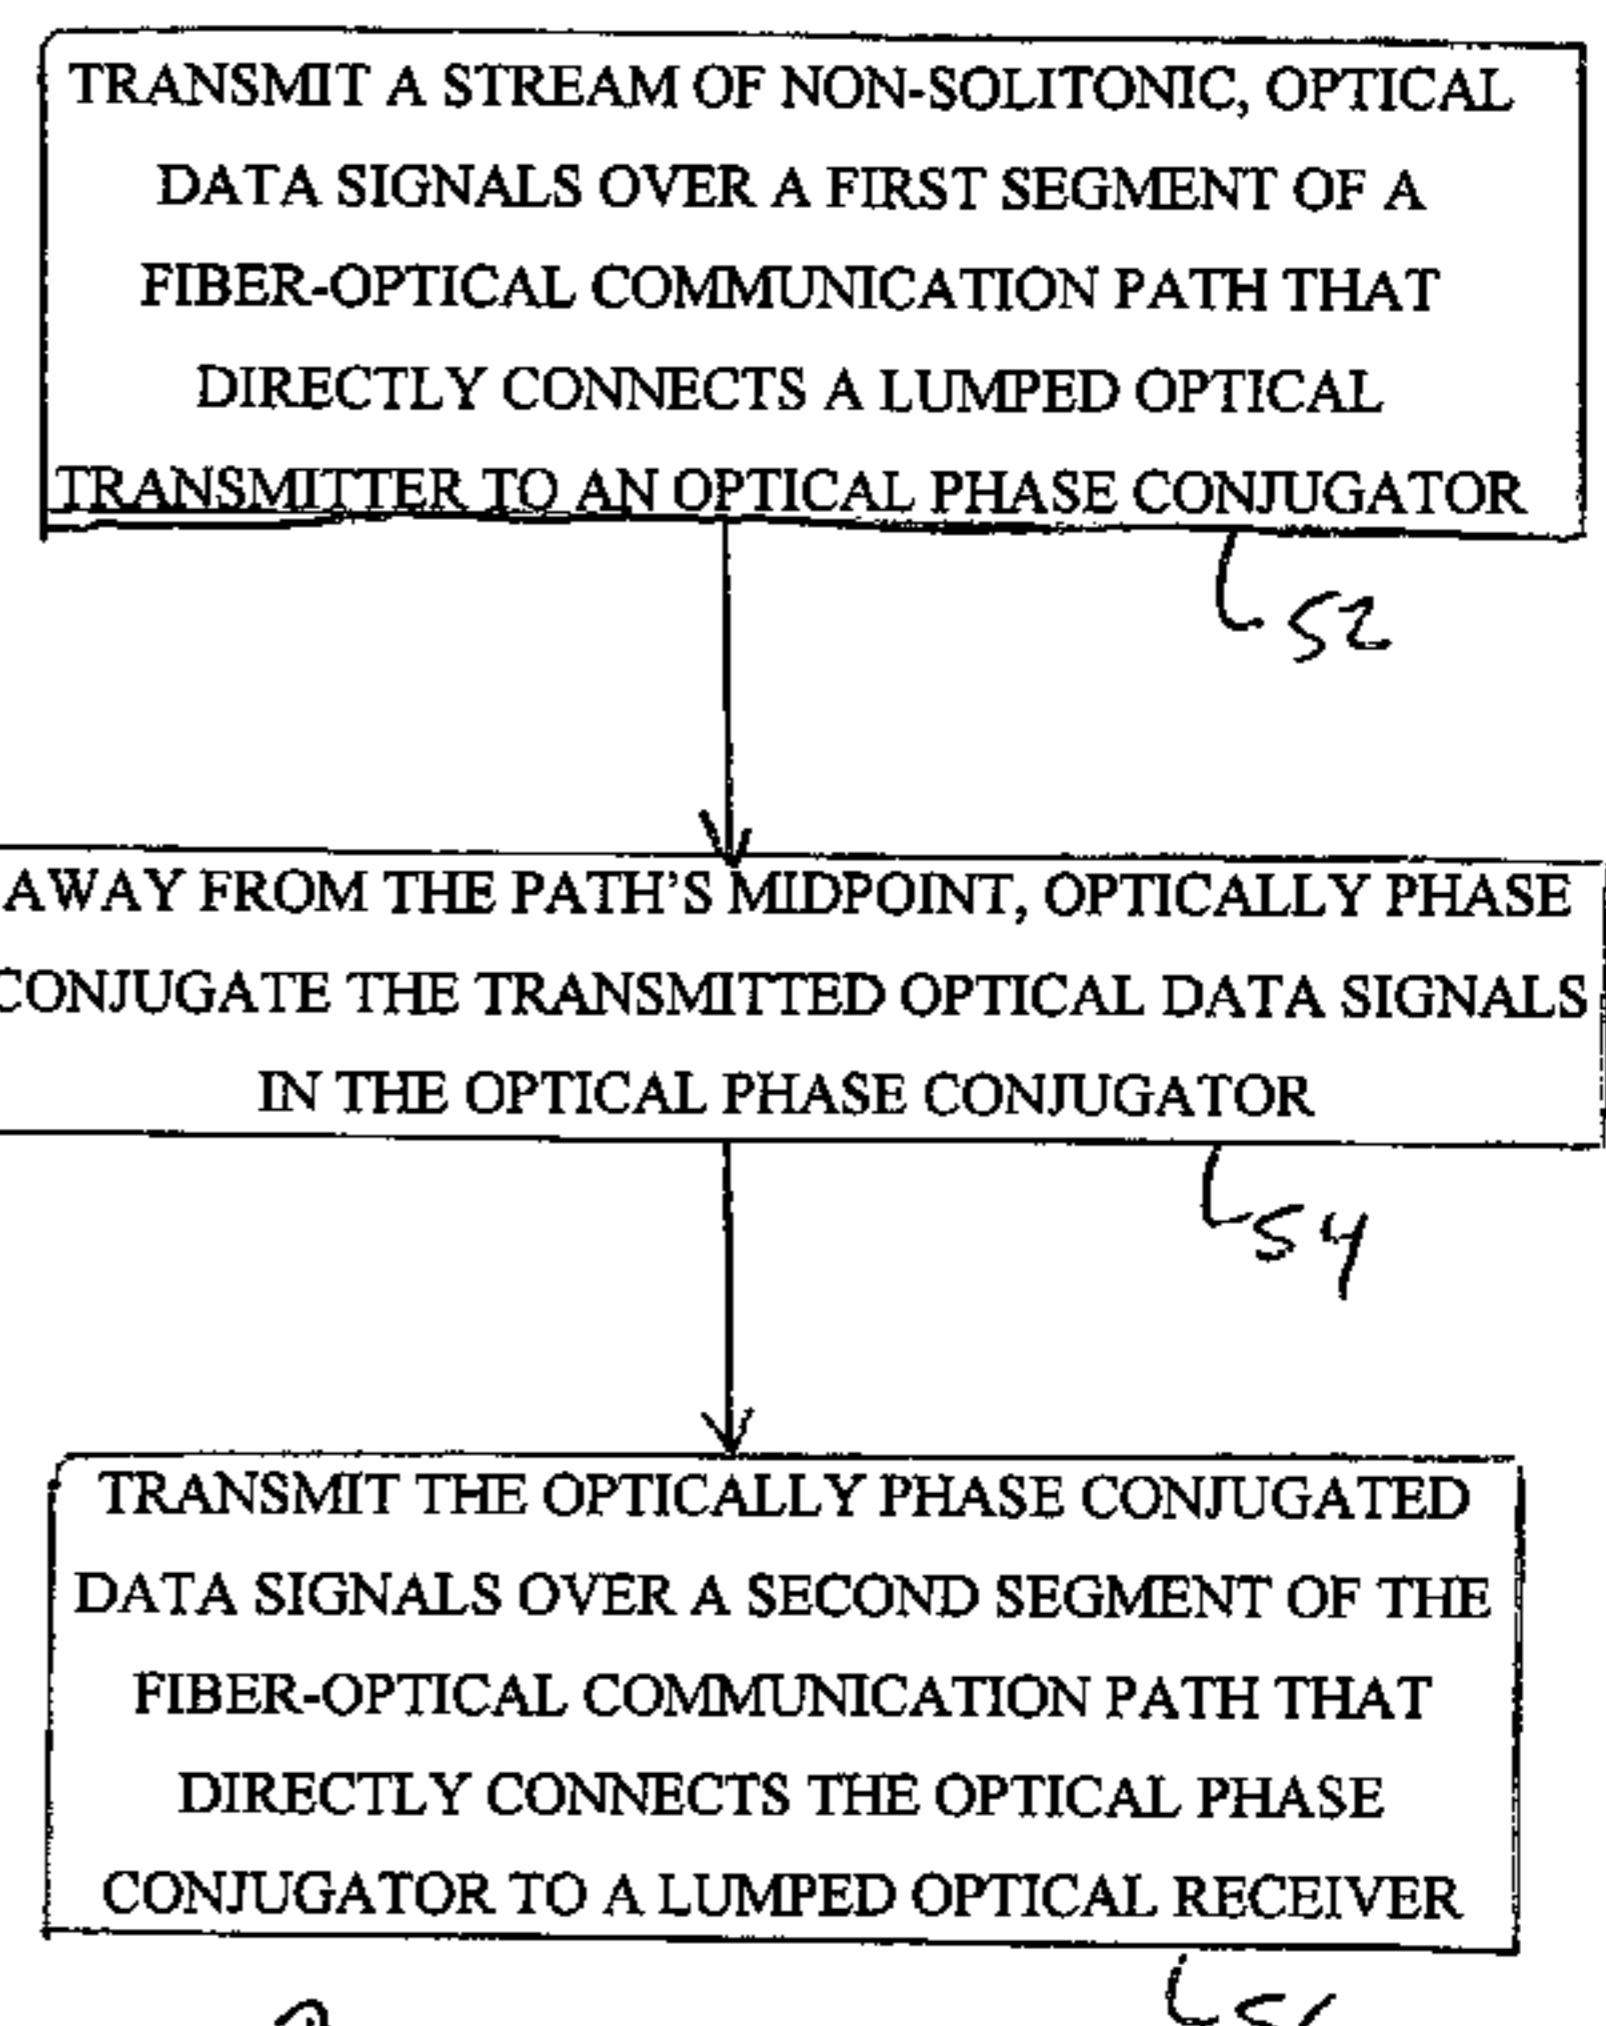 TRANSMIT A STREAM OF NON-SOLITONIC, OPTICAL
DATA SIGNALS OVER A FIRST SEGMENT OF A
FIBER-OPTICAL COMMUNICATION PATH THAT
DIRECTLY CONNECTS A LUMPED OPTICAL
TRANSMITTER TO AN OPTICAL PHASE CONJUGATOR
52
AWAY FROM THE PATH'S MIDPOINT, OPTICALLY PHASE
CONJUGATE THE TRANSMITTED OPTICAL DATA SIGNALS
IN THE OPTICAL PHASE CONJUGATOR
54
TRANSMIT THE OPTICALLY PHASE CONJUGATED
DATA SIGNALS OVER A SECOND SEGMENT OF THE
FIBER-OPTICAL COMMUNICATION PATH THAT
DIRECTLY CONNECTS THE OPTICAL PHASE
CONJUGATOR TO A LUMPED OPTICAL RECEIVER